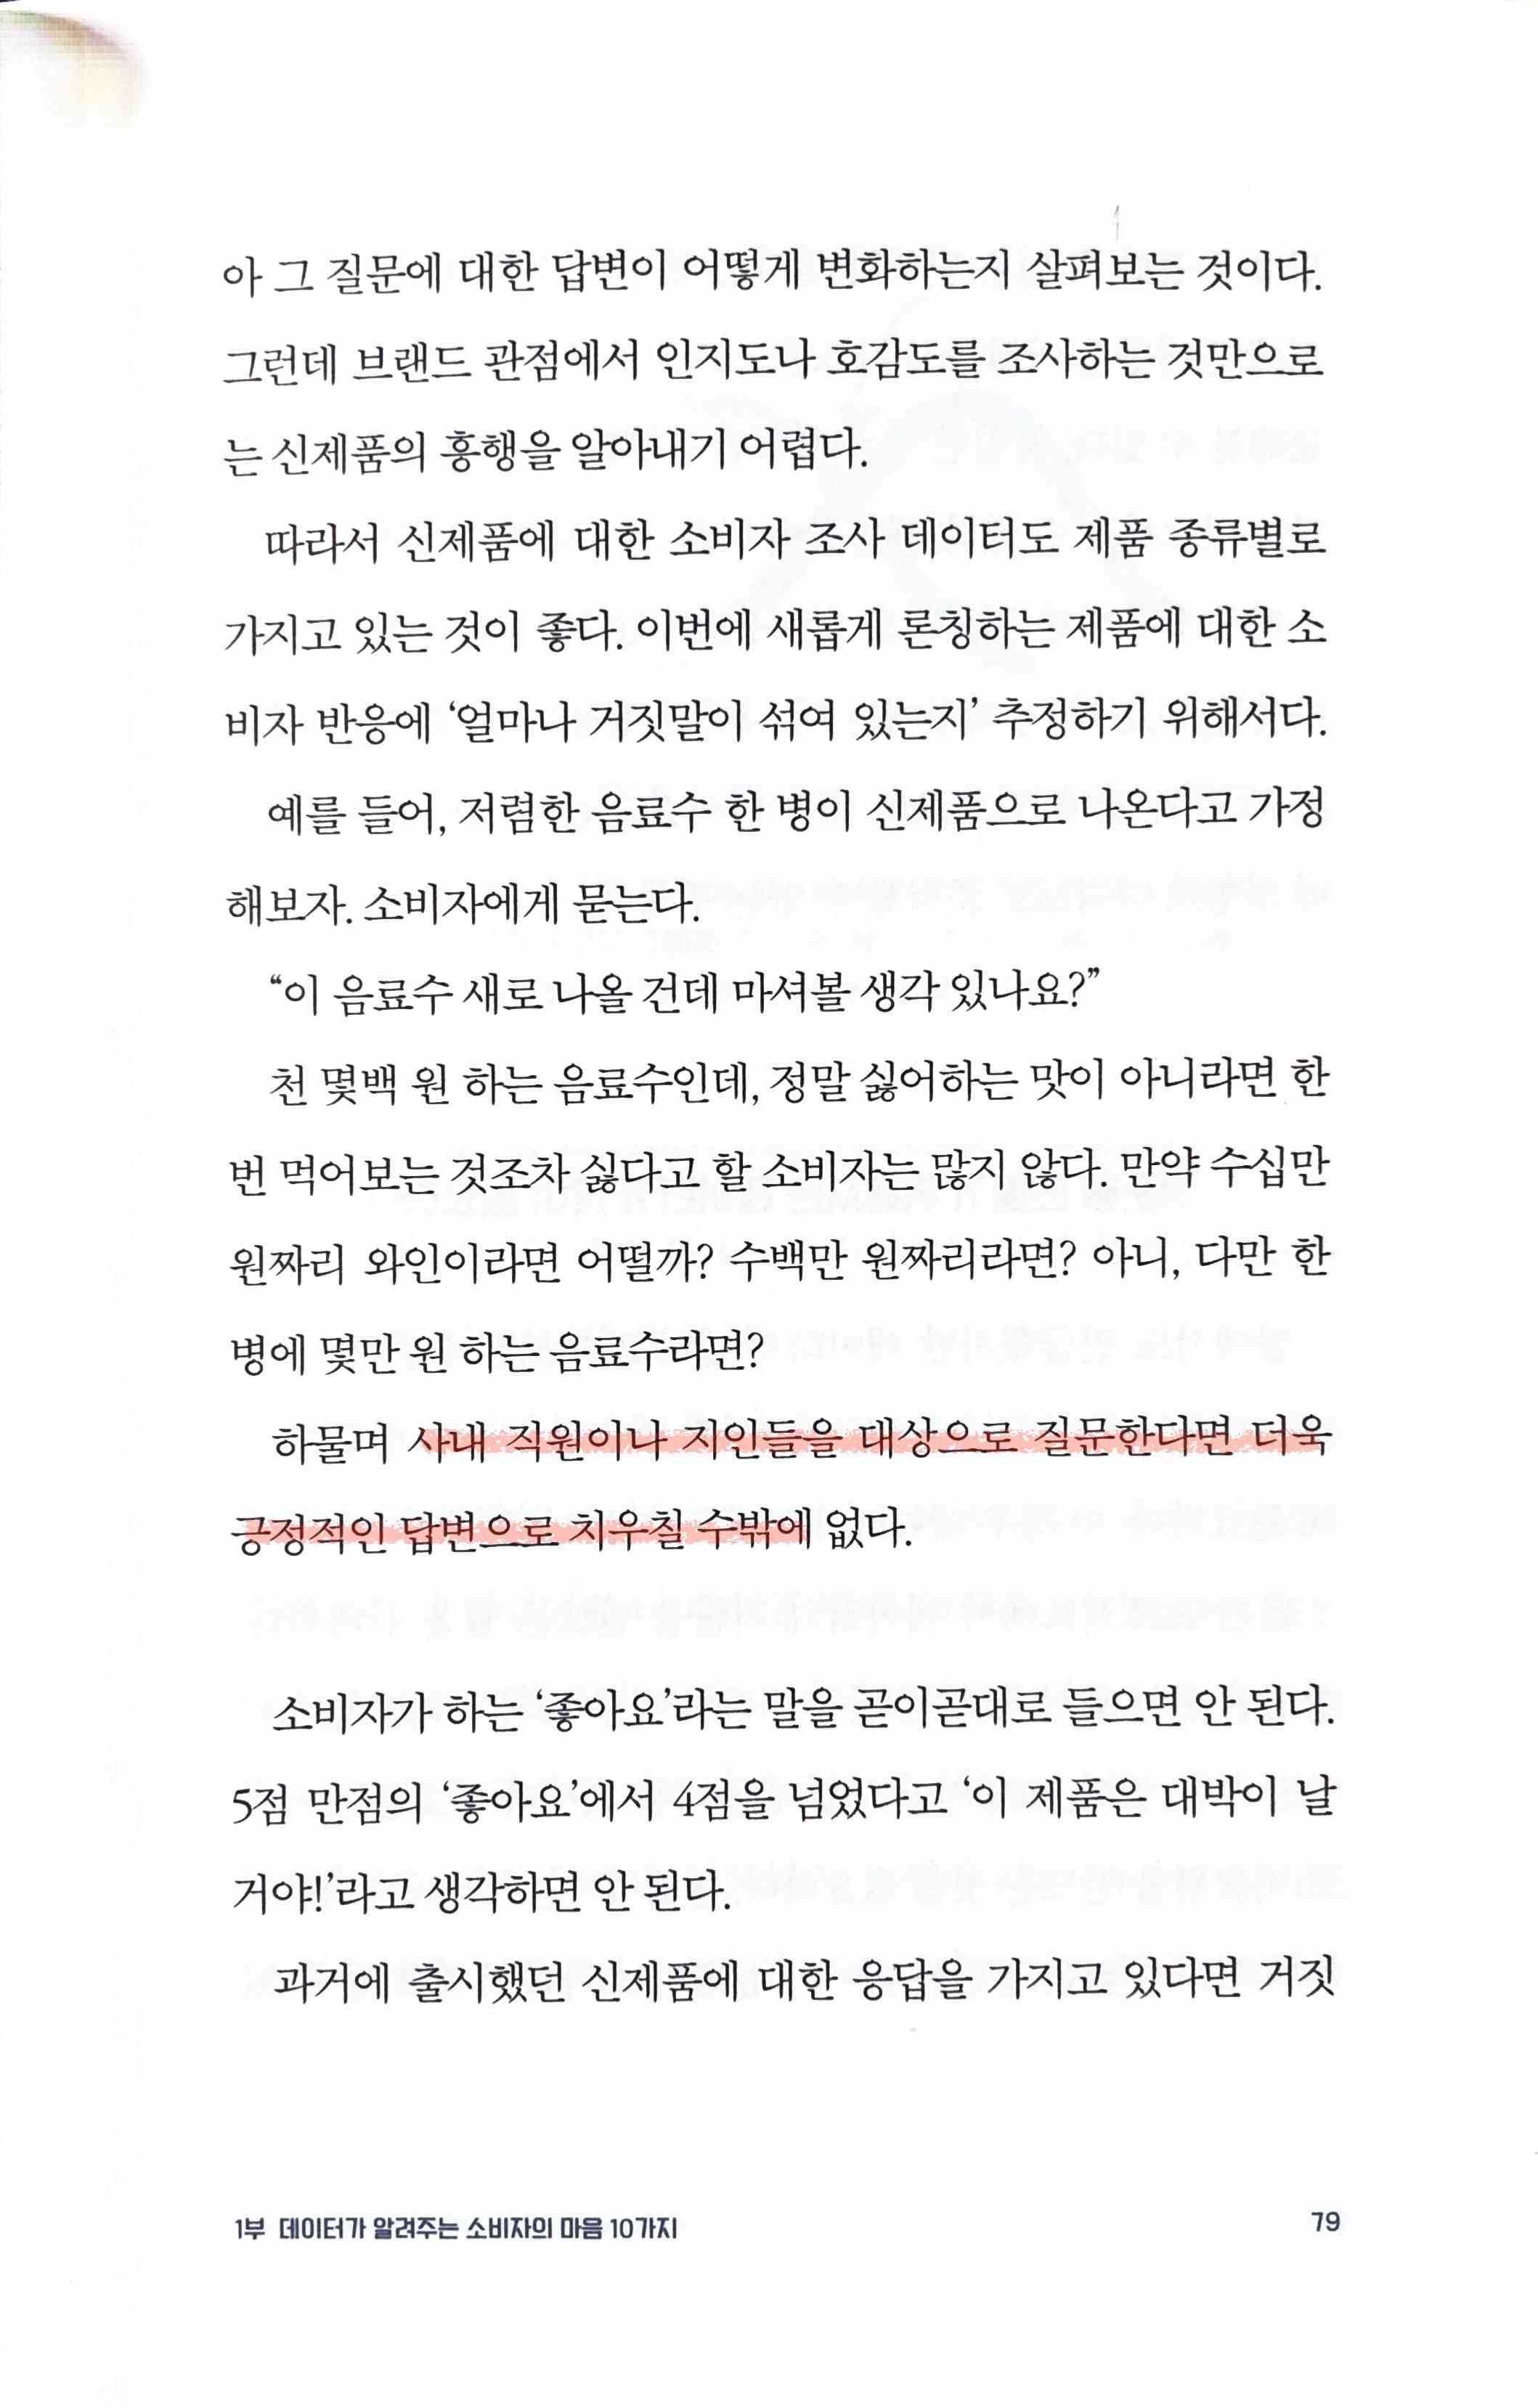 아 그 질문에 대한 답변이 어떻게 변화하는지 살펴보는 것이다.
그런데 브랜드 관점에서 인지도나 호감도를 조사하는 것만으로
는 신제품의 흥행을 알아내기 어렵다.
따라서 신제품에 대한 소비자 조사 데이터도 제품 종류별로
가지고 있는 것이 좋다. 이번에 새롭게 론칭하는 제품에 대한 소
비자 반응에 ‘얼마나 거짓말이 섞여 있는지’ 추정하기 위해서다.
예를 들어, 저렴한 음료수 한 병이 신제품으로 나온다고 가정
해보자. 소비자에게 묻는다.
“이 음료수 새로 나올 건데 마셔볼 생각 있나요?”
천 몇백 원 하는 음료수인데, 정말 싫어하는 맛이 아니라면 한
번 먹어보는 것조차 싫다고 할 소비자는 많지 않다. 만약 수십만
원짜리 와인이라면 어떨까? 수백만 원짜리라면? 아니, 다만 한
병에 몇만 원 하는 음료수라면?
하물며 사내 직원이나 지인들을 대상으로 질문한다면 더욱
긍정적인 답변으로 치우칠 수밖에 없다.
소비자가 하는 ‘좋아요’라는 말을 곧이곧대로 들으면 안 된다.
5점 만점의 ‘좋아요’에서 4점을 넘었다고 ‘이 제품은 대박이 날
거야!’라고 생각하면 안 된다.
과거에 출시했던 신제품에 대한 응답을 가지고 있다면 거짓
1부 데이터가 알려주는 소비자의 마음 10가지
79